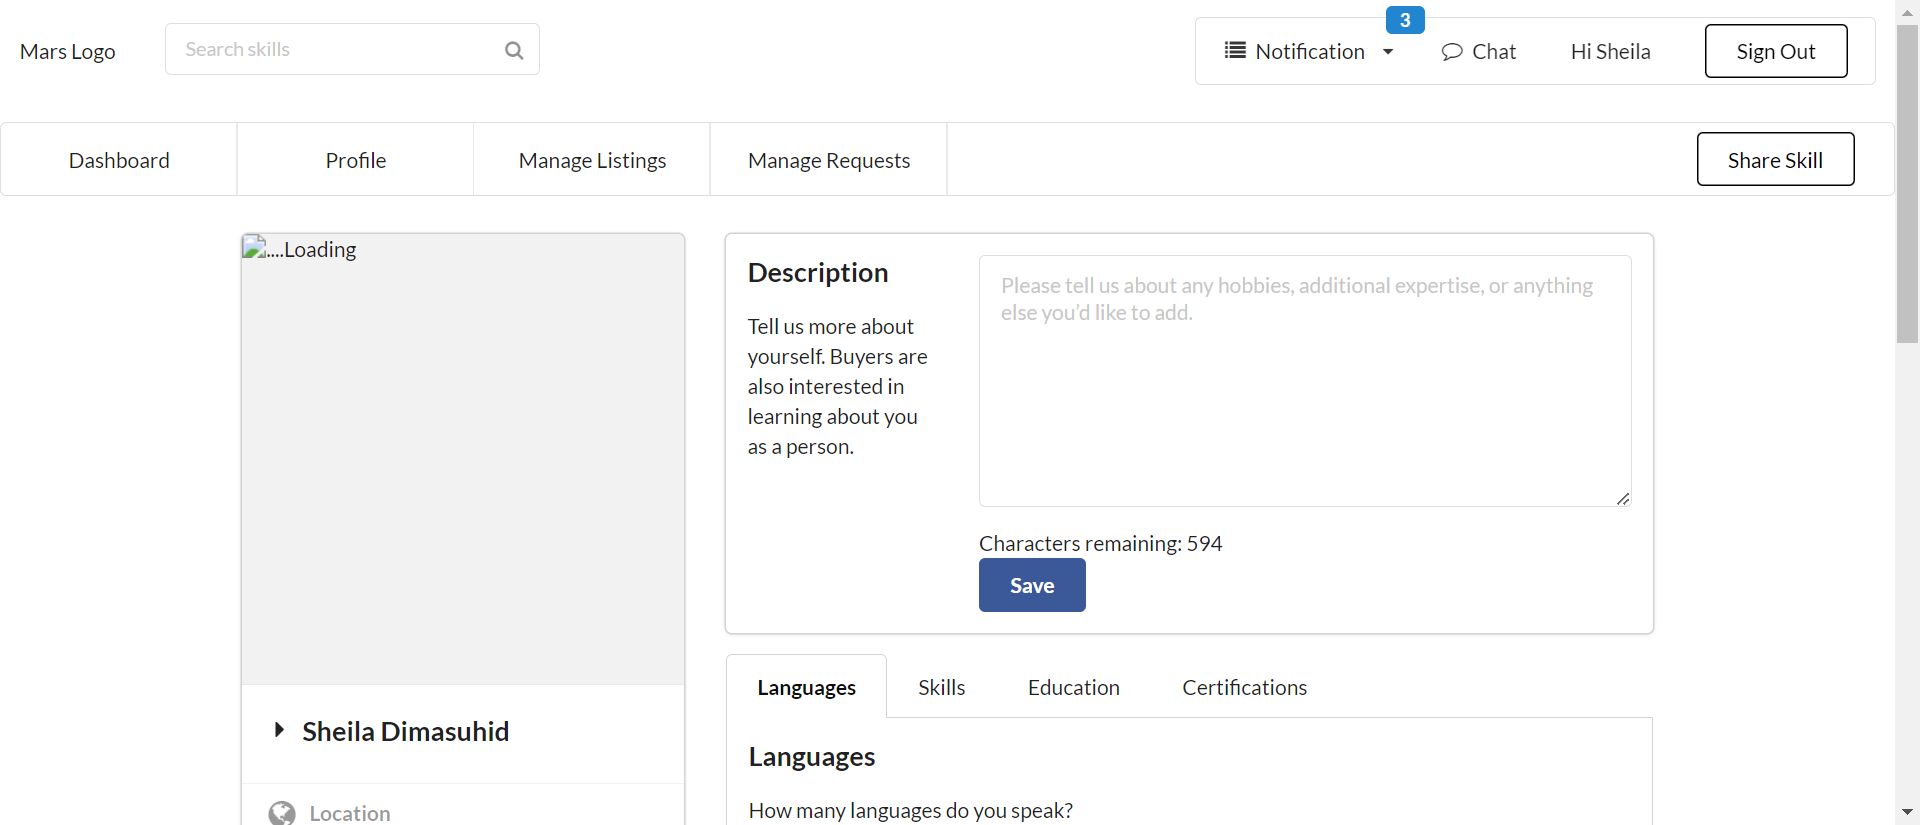 Mars Logo
Search skills
Notification
3
Chat
Hi Sheila
Sign Out
Dashboard
Profile
Manage Listings
Manage Requests
Share Skill
....Loading
Sheila Dimasuhid
Location
Description
Tell us more about
yourself. Buyers are
also interested in
learning about you
as a person.
Please tell us about any hobbies, additional expertise, or anything
else you'd like to add.
Characters remaining: 594
Save
Languages
Skills
Education
Certifications
Languages
How many languages do you speak?